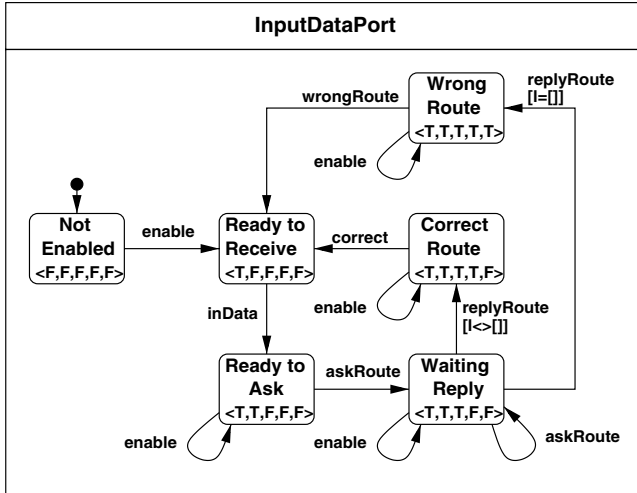 InputDataPort
Wrong
Route
<T,T,T,T,T>
replyRoute
[l=[]]
wrongRoute
enable
Not
Enabled
<F,F,F,F,F>
enable
Ready to
Receive
<T,F,F,F,F>
correct
Correct
Route
<T,T,T,T,F>
enable
replyRoute
[l<>[]]
inData
Ready to
Ask
<T,T,F,F,F>
askRoute
Waiting
Reply
<T,T,T,F,F>
enable
enable
askRoute